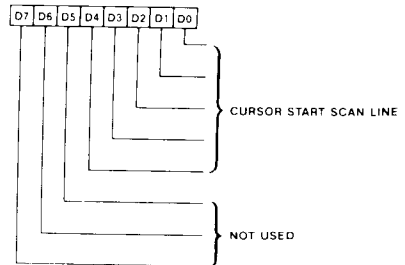 D7 D6 D5 D4 D3 D2 D1 D0
CURSOR START SCAN LINE
NOT USED